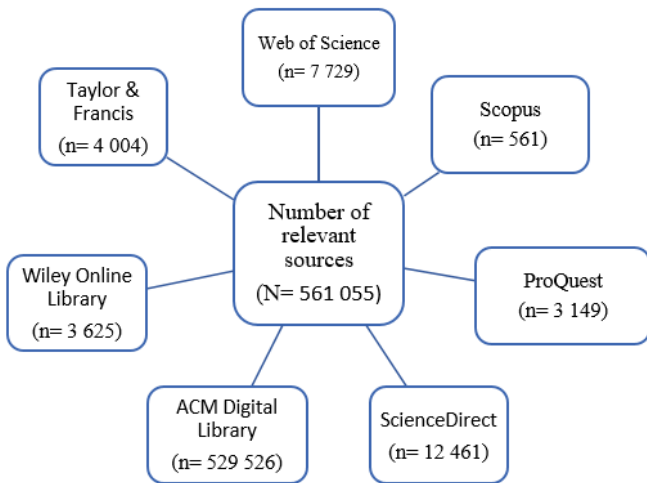 Web of Science
(n= 7 729)
Taylor &
Francis
(n= 4 004)
Scopus
(n= 561)
Number of
relevant
sources
(N= 561 055)
Wiley Online
Library
(n= 3 625)
ProQuest
(n= 3 149)
ACM Digital
Library
(n= 529 526)
ScienceDirect
(n= 12 461)